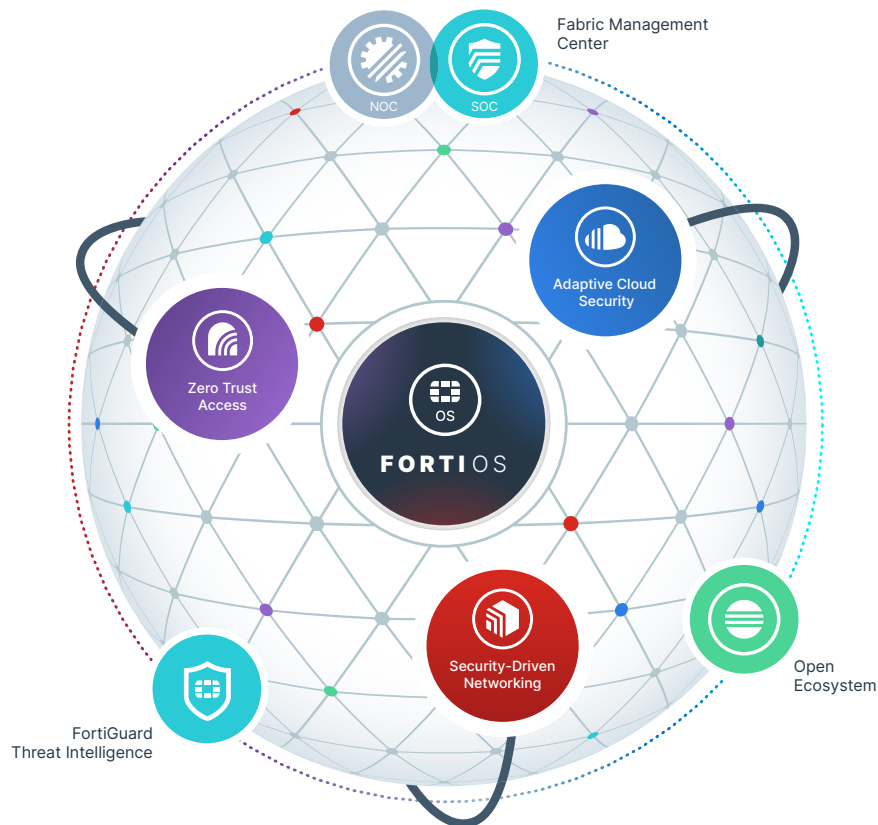 Fabric Management
Center
NOC
SOC
Adaptive Cloud
Security
Zero Trust
Access
OS
FORTIOS
Security-Driven
Networking
Open
Ecosystem
FortiGuard
Threat Intelligence